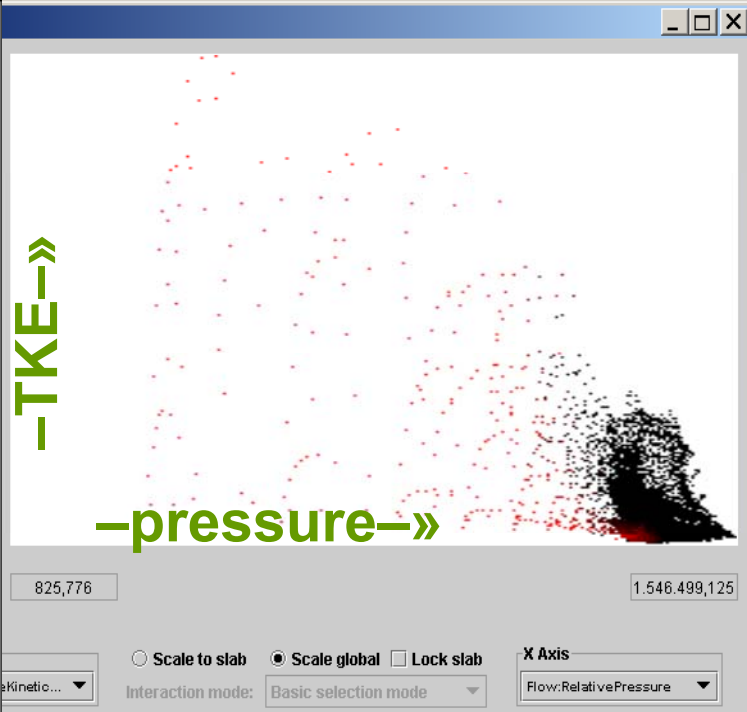 –TKE–»
–pressure–»
825,776
1.546.499,125
Scale to slab
Scale global
Lock slab
X Axis
eKinetic...
Interaction mode:
Basic selection mode
Flow:RelativePressure